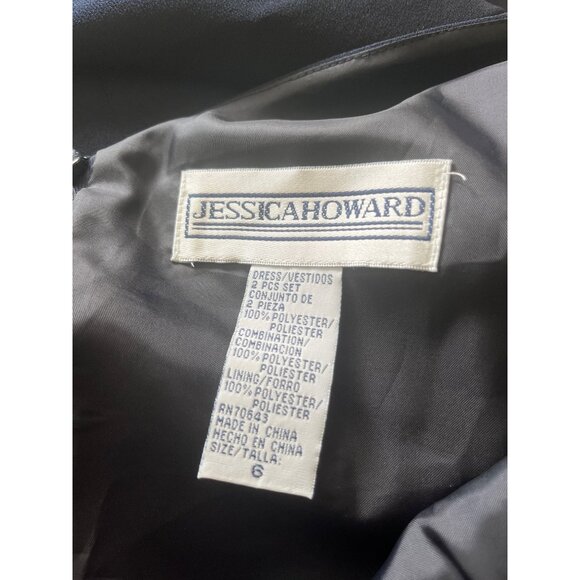 JESSICAHOWARD
DRESS/VESTIDOS
2 PCS SET
CONJUNTO DE
2 PIEZA
100% POLYESTER/
POLIESTER
COMBINATION/
COMBINACION
100% POLYESTER/
POLIESTER
LINING/FORRO
100% POLYESTER/
POLIESTER
RN70643
MADE IN CHINA
HECHO EN CHINA
SIZE/TALLA:
6